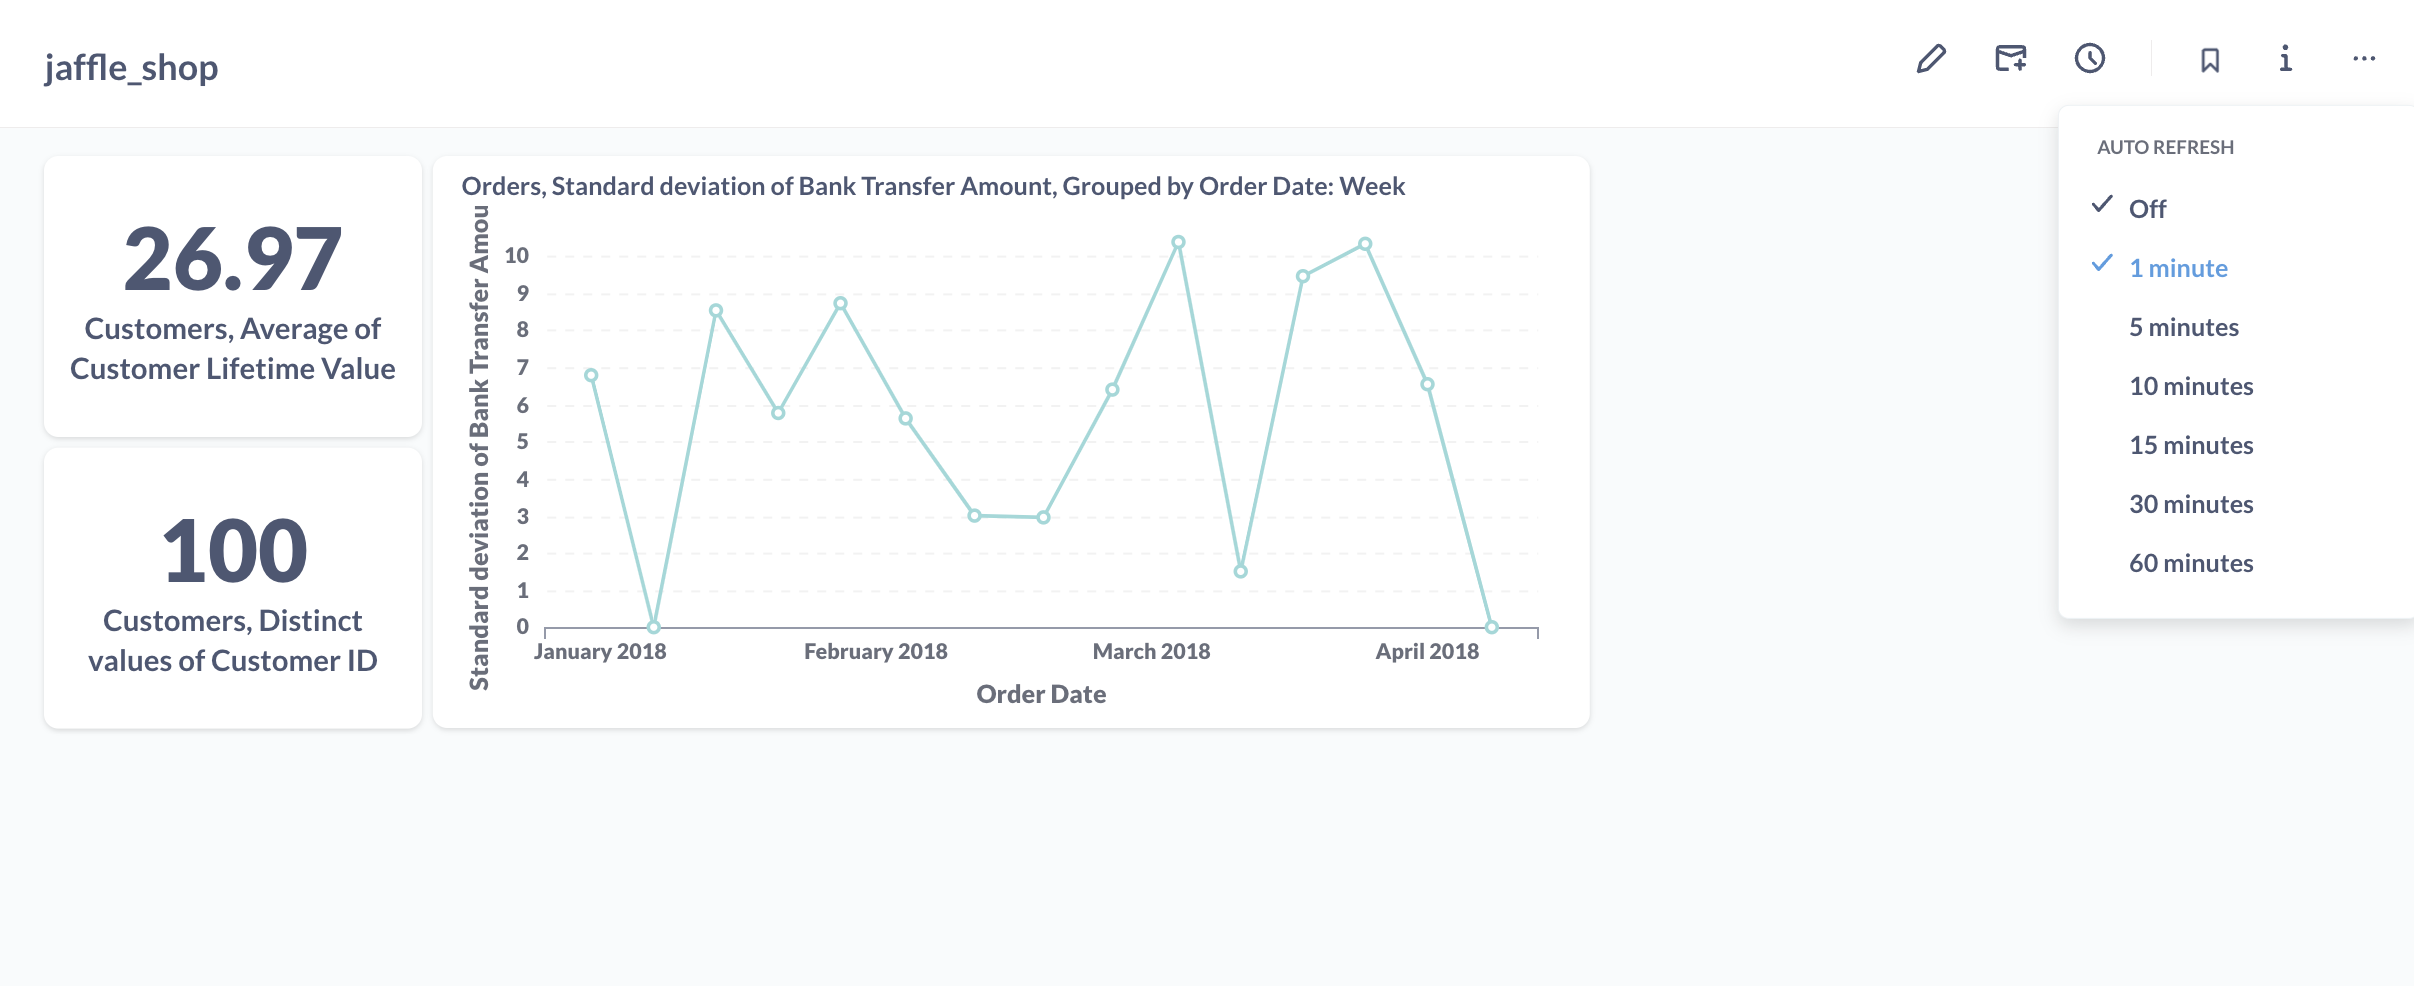 jaffle_shop
26.97
Customers, Average of
Customer Lifetime Value
100
Customers, Distinct
values of Customer ID
Orders, Standard deviation of Bank Transfer Amount, Grouped by Order Date: Week
Standard deviation of Bank Transfer Amou
10
9
8
7
6
5
4
3
2
1
0
January 2018
February 2018
March 2018
April 2018
Order Date
AUTO REFRESH
Off
1 minute
5 minutes
10 minutes
15 minutes
30 minutes
60 minutes